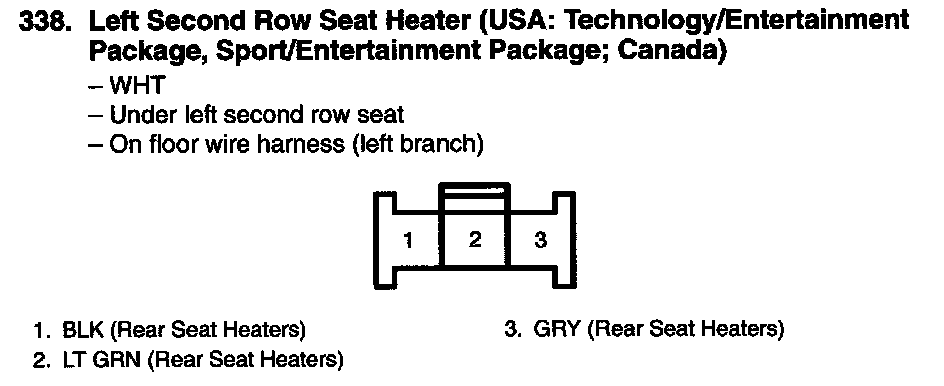 338. Left Second Row Seat Heater (USA: Technology/Entertainment
Package, Sport/Entertainment Package; Canada)
– WHT
– Under left second row seat
– On floor wire harness (left branch)
1 2 3
1. BLK (Rear Seat Heaters)
2. LT GRN (Rear Seat Heaters)
3. GRY (Rear Seat Heaters)